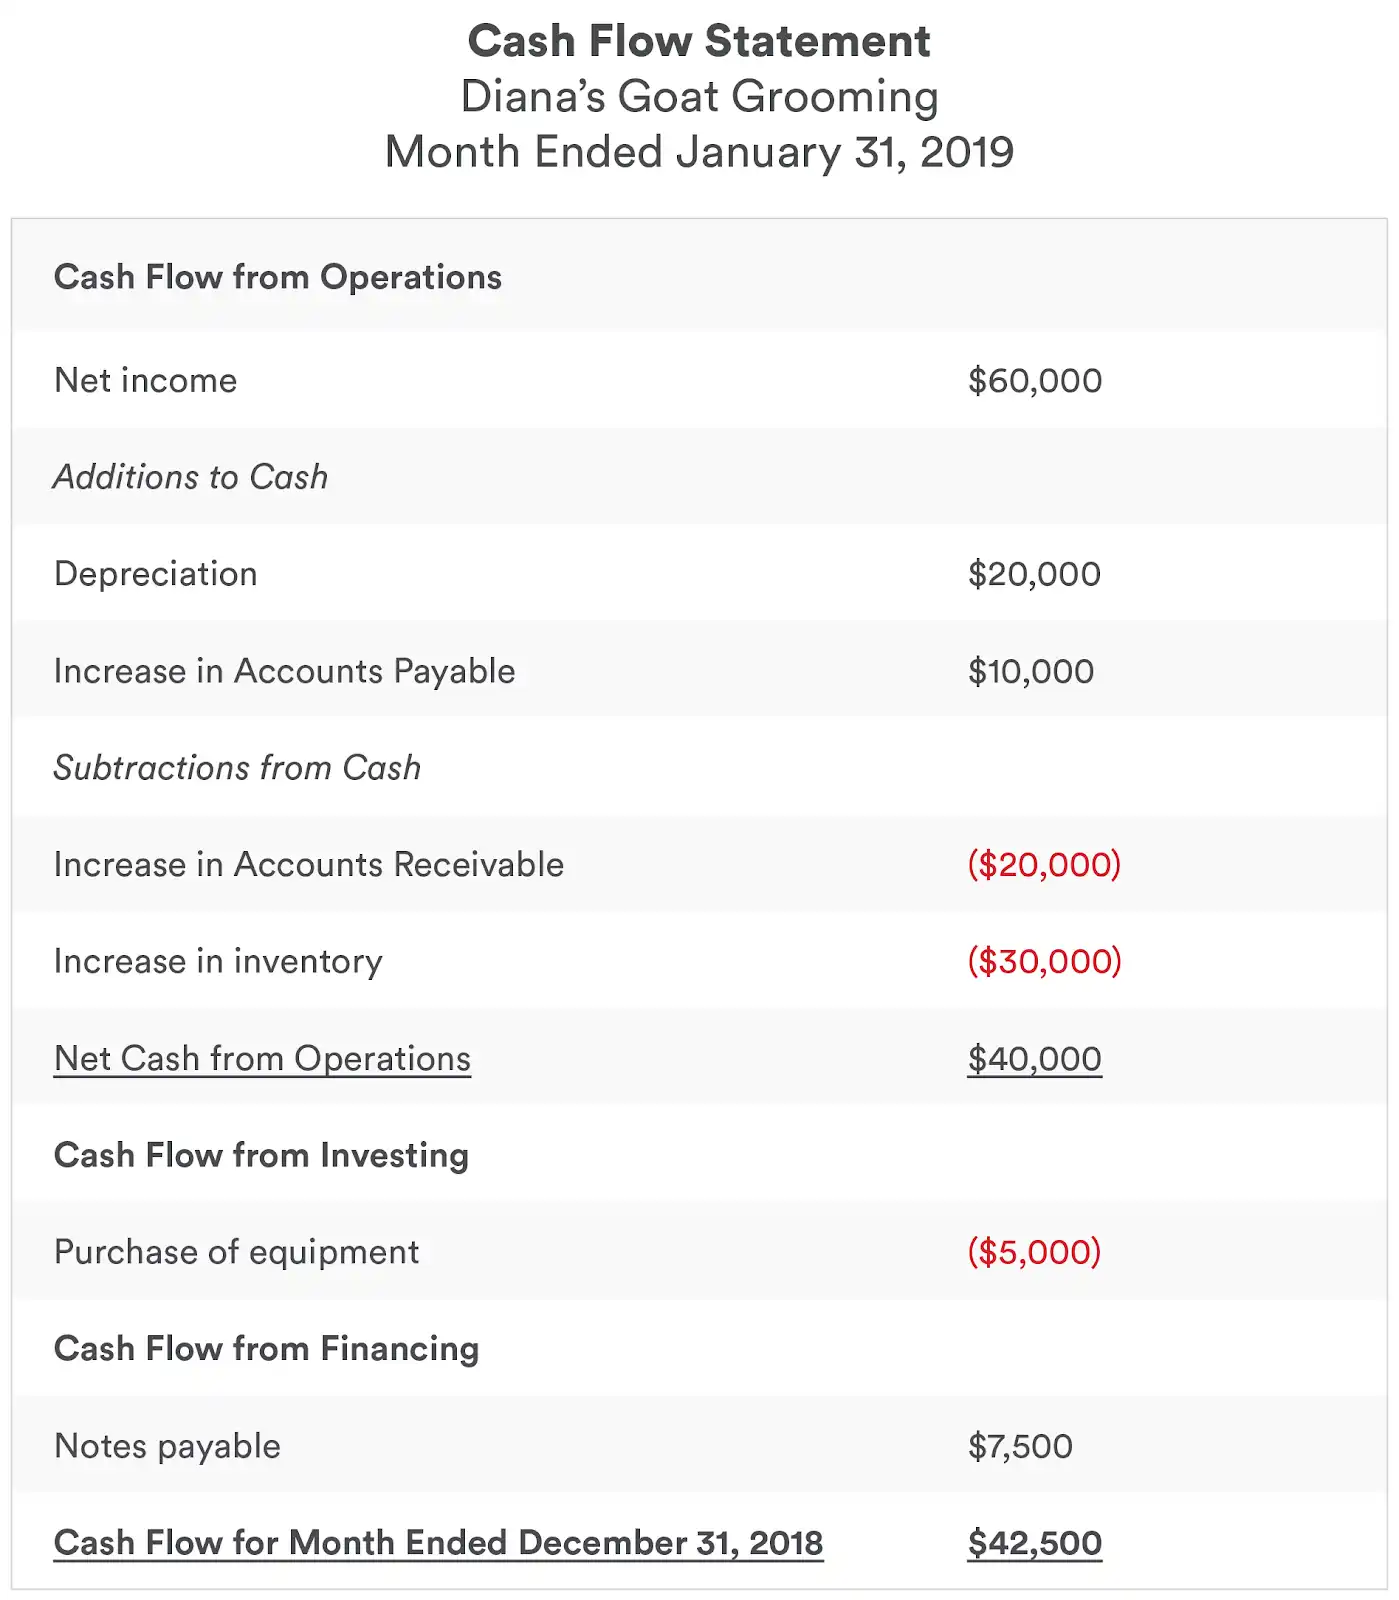 Cash Flow Statement
Diana’s Goat Grooming
Month Ended January 31, 2019
Cash Flow from Operations
Net income $60,000
Additions to Cash
Depreciation $20,000
Increase in Accounts Payable $10,000
Subtractions from Cash
Increase in Accounts Receivable ($20,000)
Increase in inventory ($30,000)
Net Cash from Operations $40,000
Cash Flow from Investing
Purchase of equipment ($5,000)
Cash Flow from Financing
Notes payable $7,500
Cash Flow for Month Ended December 31, 2018 $42,500